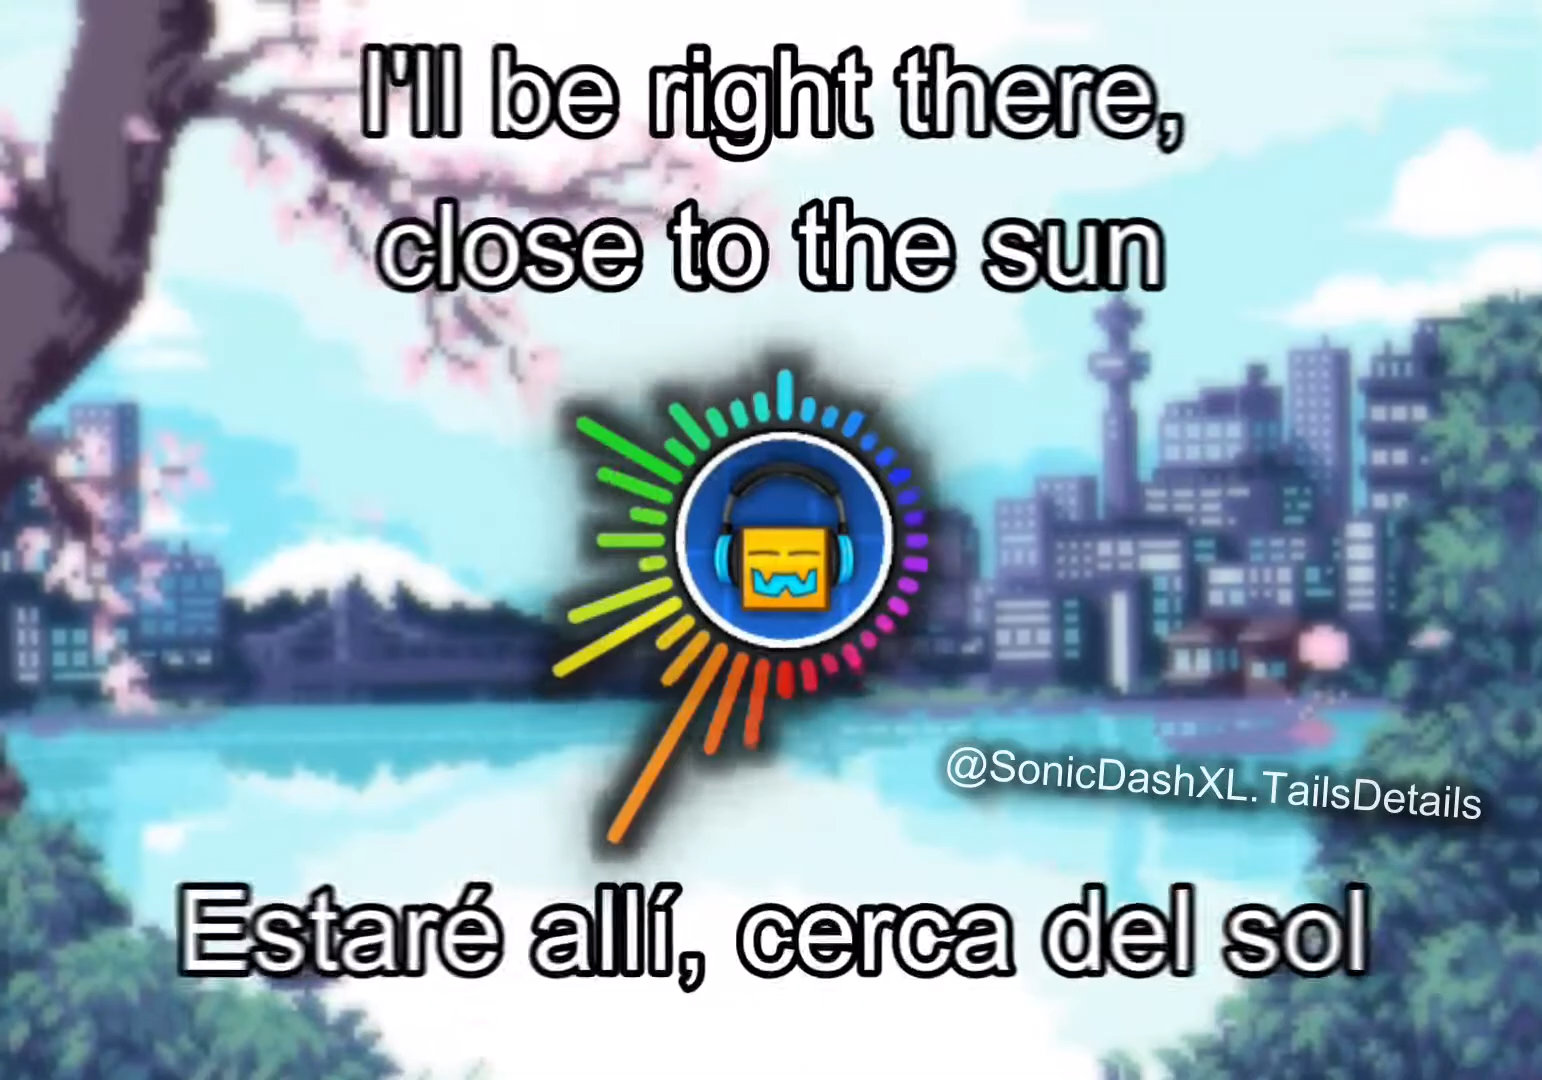 I'll be right there,
close to the sun
@SonicDashXL.TailsDetails
Estaré allí, cerca del sol